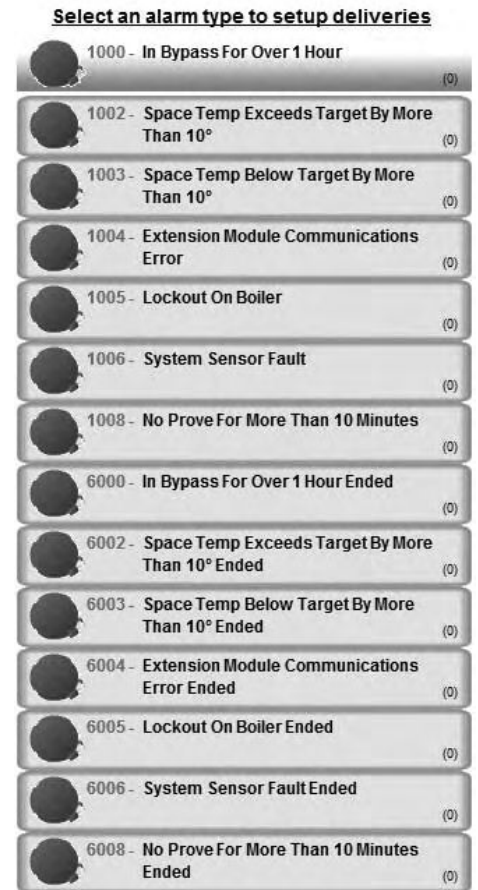 Select an alarm type to setup deliveries
1000 - In Bypass For Over 1 Hour
(0)
1002 - Space Temp Exceeds Target By More
Than 10°
(0)
1003 - Space Temp Below Target By More
Than 10°
(0)
1004 - Extension Module Communications
Error
(0)
1005 - Lockout On Boiler
(0)
1006 - System Sensor Fault
(0)
1008 - No Prove For More Than 10 Minutes
(0)
6000 - In Bypass For Over 1 Hour Ended
(0)
6002 - Space Temp Exceeds Target By More
Than 10° Ended
(0)
6003 - Space Temp Below Target By More
Than 10° Ended
(0)
6004 - Extension Module Communications
Error Ended
(0)
6005 - Lockout On Boiler Ended
(0)
6006 - System Sensor Fault Ended
(0)
6008 - No Prove For More Than 10 Minutes
Ended
(0)